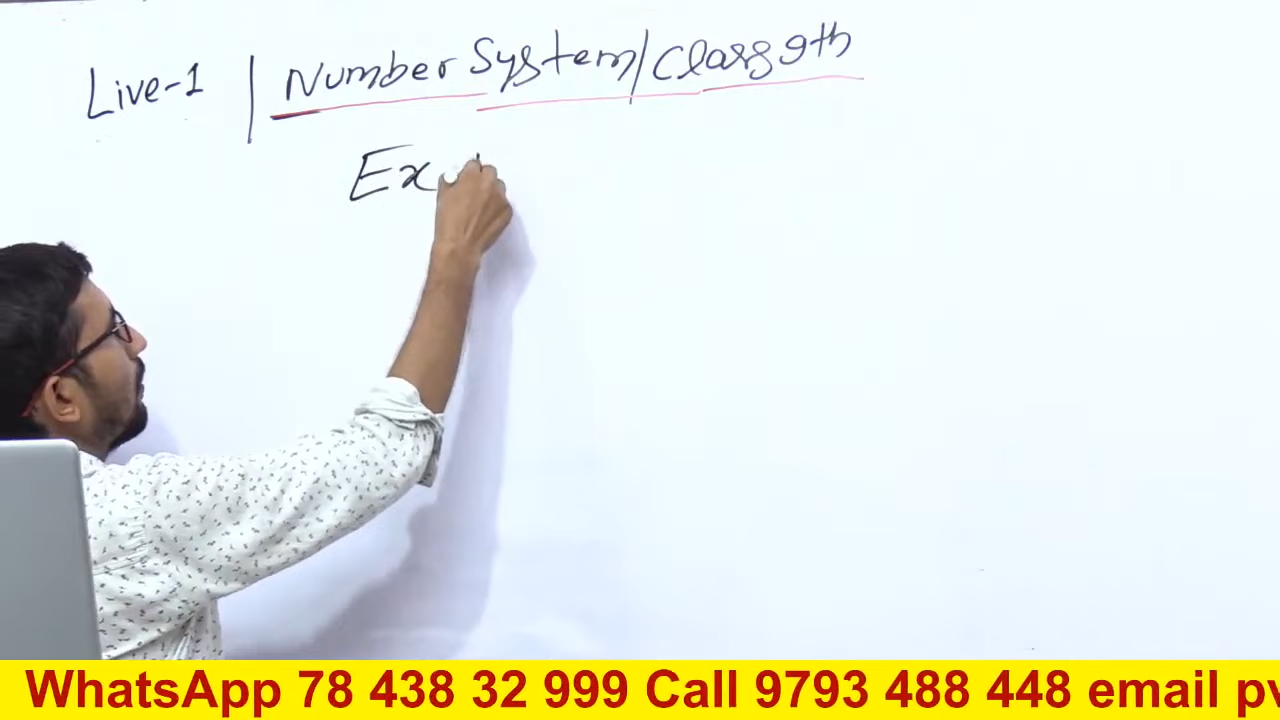 Live-1 | Number System/Class 9th
Ex
WhatsApp 78 438 32 999 Call 9793 488 448 email pv